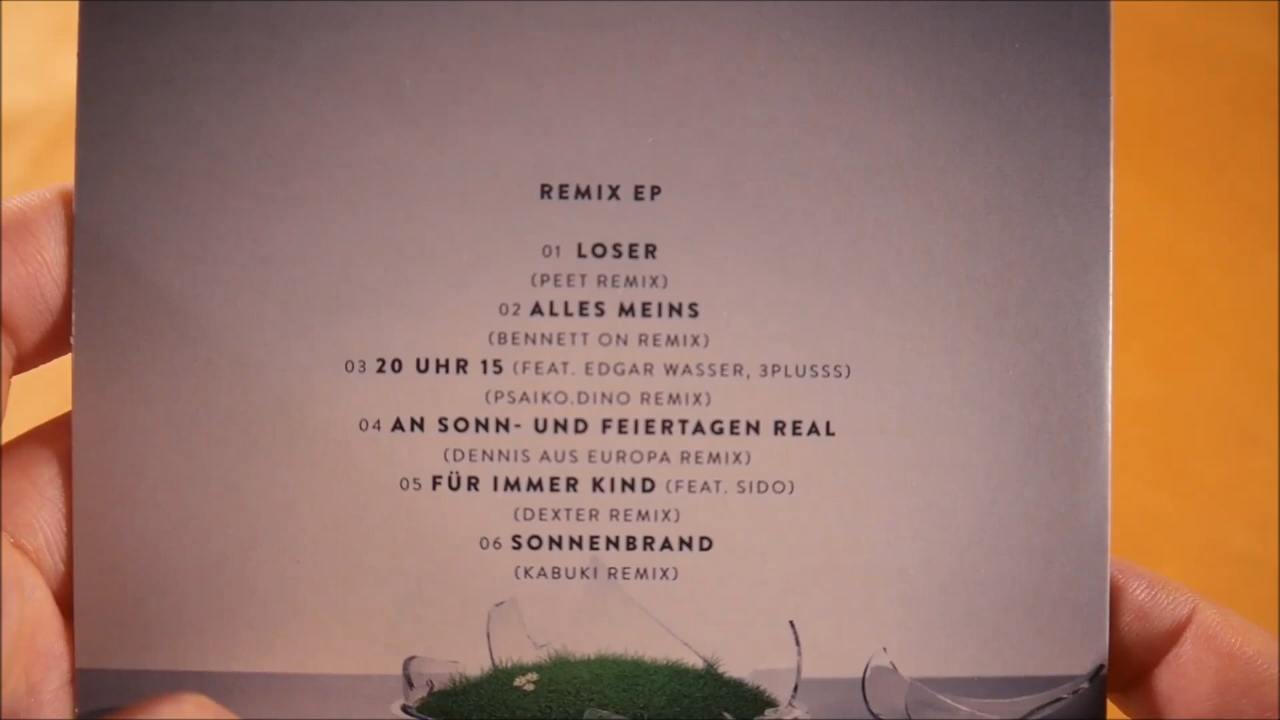 REMIX EP
01 LOSER
(PEET REMIX)
02 ALLES MEINS
(BENNETT ON REMIX)
03 20 UHR 15 (FEAT. EDGAR WASSER, 3PLUSSS)
(PSAIKO.DINO REMIX)
04 AN SONN- UND FEIERTAGEN REAL
(DENNIS AUS EUROPA REMIX)
05 FÜR IMMER KIND (FEAT. SIDO)
(DEXTER REMIX)
06 SONNENBRAND
(KABUKI REMIX)